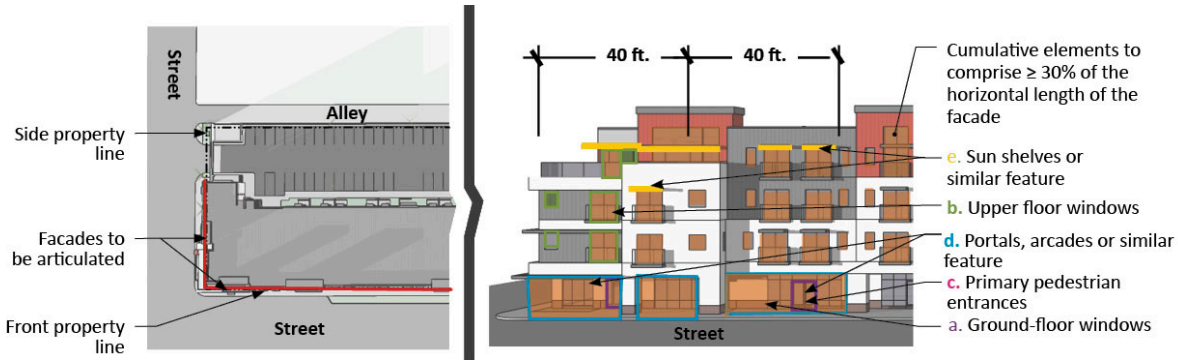 Street
Alley
Side property
line
Facades to
be articulated
Front property
line
Street
40 ft.
40 ft.
Cumulative elements to
comprise ≥ 30% of the
horizontal length of the
facade
e. Sun shelves or
similar feature
b. Upper floor windows
d. Portals, arcades or similar
feature
c. Primary pedestrian
entrances
a. Ground-floor windows
Street